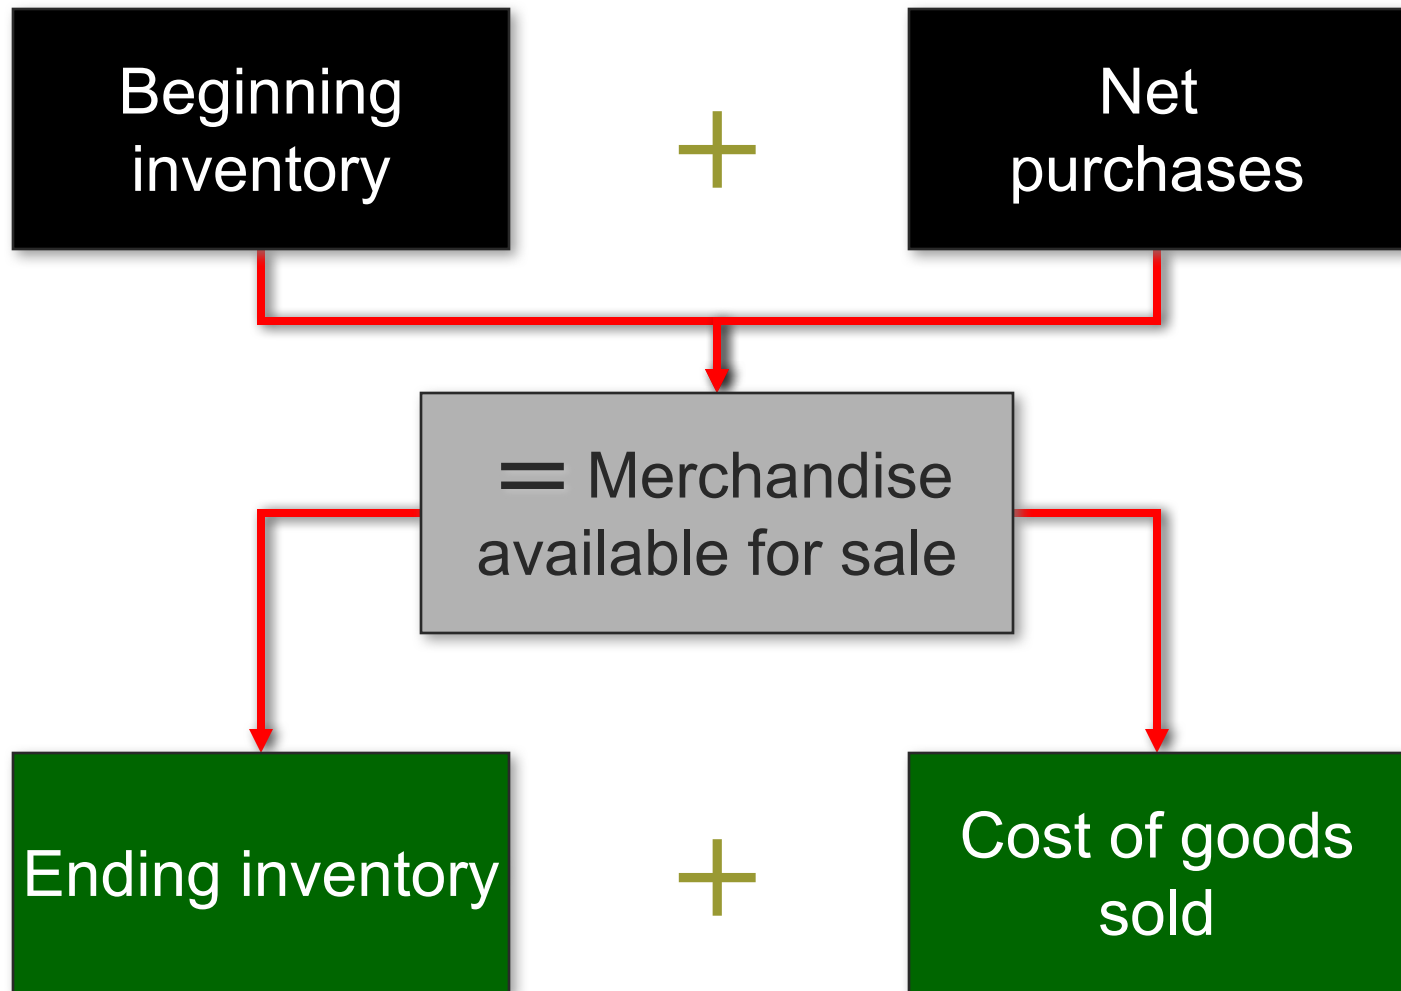 Beginning
inventory
+
Net
purchases
= Merchandise
available for sale
Ending inventory
+
Cost of goods
sold